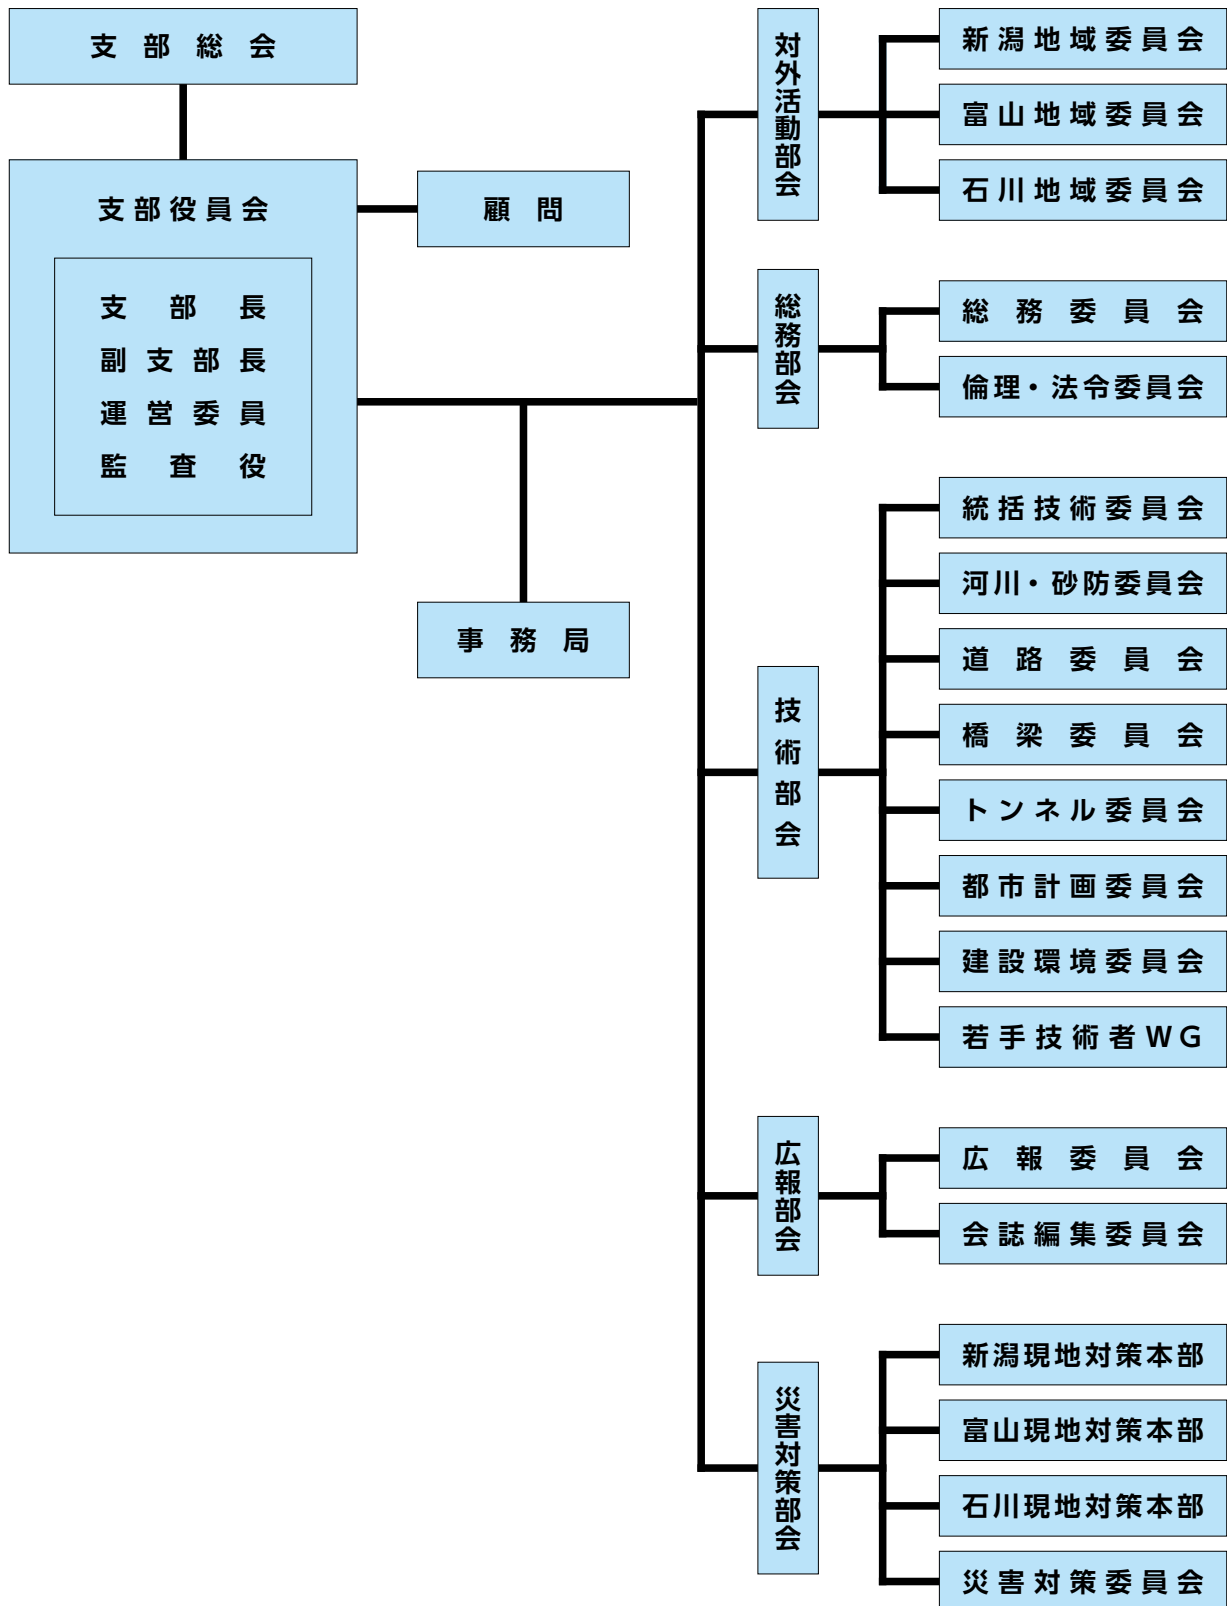 支部総会
支部役員会
支部長
副支部長
運営委員
監査役
顧問
事務局
対外活動部会
新潟地域委員会
富山地域委員会
石川地域委員会
総務部会
総務委員会
倫理・法令委員会
技術部会
統括技術委員会
河川・砂防委員会
道路委員会
橋梁委員会
トンネル委員会
都市計画委員会
建設環境委員会
若手技術者WG
広報部会
広報委員会
会誌編集委員会
災害対策部会
新潟現地対策本部
富山現地対策本部
石川現地対策本部
災害対策委員会